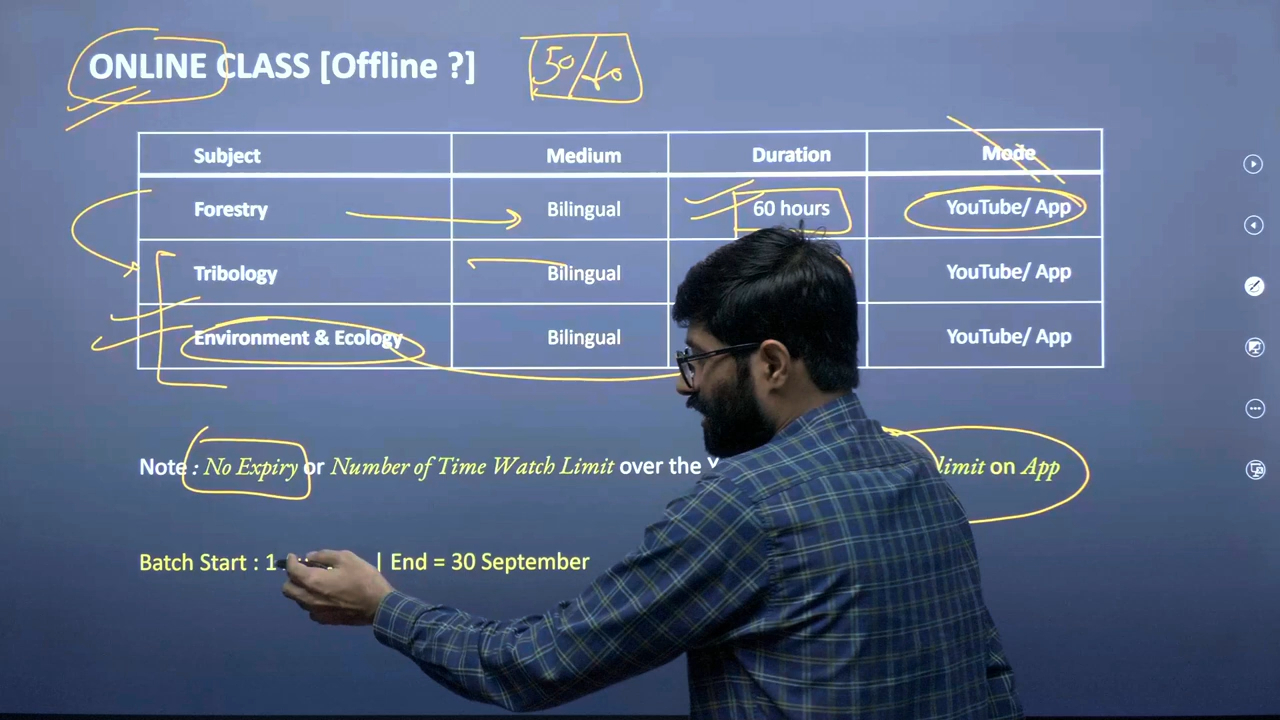 ONLINE CLASS [Offline ?] 50/60
Subject Medium Duration Mode
Forestry Bilingual 60 hours YouTube/ App
Tribology Bilingual YouTube/ App
Environment & Ecology Bilingual YouTube/ App
Note : No Expiry or Number of Time Watch Limit over the limit on App
Batch Start : 1 | End = 30 September